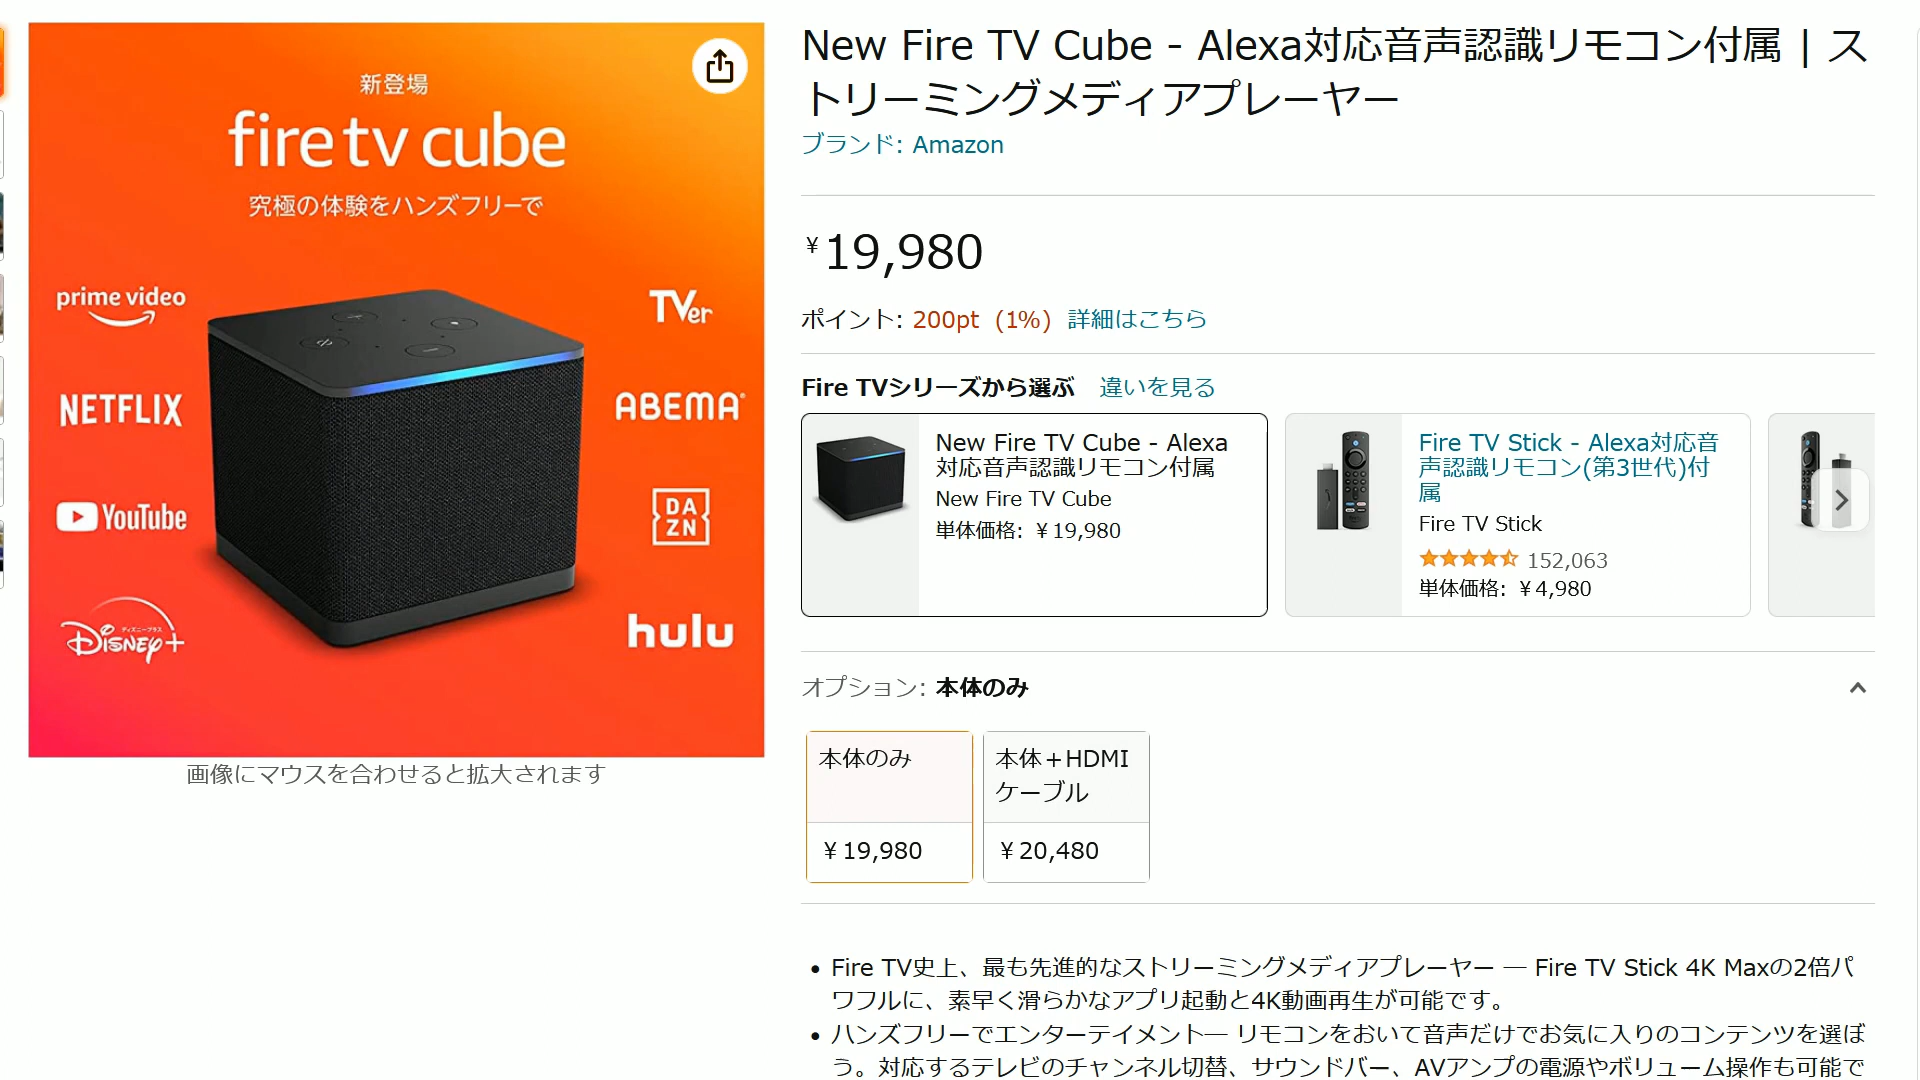 新登場
fire tv cube
究極の体験をハンズフリーで
prime video
NETFLIX
YouTube
ディズニープラス
Disney+
TVer
ABEMA
DAZN
hulu
画像にマウスを合わせると拡大されます
New Fire TV Cube - Alexa対応音声認識リモコン付属 | ス
トリーミングメディアプレーヤー
ブランド: Amazon
¥19,980
ポイント: 200pt (1%) 詳細はこちら
Fire TVシリーズから選ぶ 違いを見る
New Fire TV Cube - Alexa
対応音声認識リモコン付属
New Fire TV Cube
単体価格: ¥19,980
Fire TV Stick - Alexa対応音
声認識リモコン(第3世代)付
属
Fire TV Stick
152,063
単体価格: ¥4,980
オプション: 本体のみ
本体のみ
¥19,980
本体+HDMI
ケーブル
¥20,480
• Fire TV史上、最も先進的なストリーミングメディアプレーヤー ― Fire TV Stick 4K Maxの2倍パ
ワフルに、素早く滑らかなアプリ起動と4K動画再生が可能です。
• ハンズフリーでエンターテイメント― リモコンをおいて音声だけでお気に入りのコンテンツを選ぼ
う。対応するテレビのチャンネル切替、サウンドバー、AVアンプの電源やボリューム操作も可能で